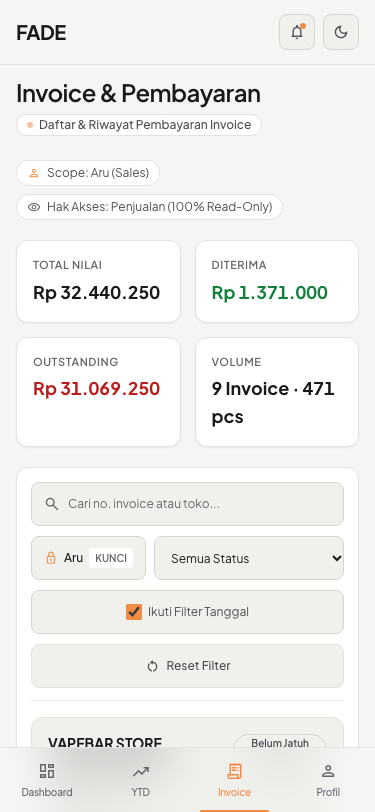 FADE
Invoice & Pembayaran
Daftar & Riwayat Pembayaran Invoice
Scope: Aru (Sales)
Hak Akses: Penjualan (100% Read-Only)
TOTAL NILAI
Rp 32.440.250
DITERIMA
Rp 1.371.000
OUTSTANDING
Rp 31.069.250
VOLUME
9 Invoice · 471
pcs
Cari no. invoice atau toko...
Aru KUNCI
Semua Status
Ikuti Filter Tanggal
Reset Filter
VAPEBAR STORE
Belum Jatuh
Dashboard
YTD
Invoice
Profil